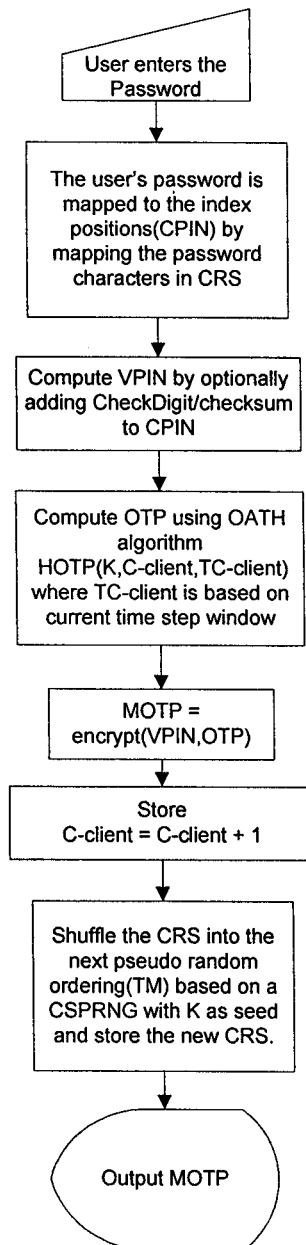 User enters the
Password
The user's password is
mapped to the index
positions(CPIN) by
mapping the password
characters in CRS
Compute VPIN by optionally
adding CheckDigit/checksum
to CPIN
Compute OTP using OATH
algorithm
HOTP(K,C-client,TC-client)
where TC-client is based on
current time step window
MOTP =
encrypt(VPIN,OTP)
Store
C-client = C-client + 1
Shuffle the CRS into the
next pseudo random
ordering(TM) based on a
CSPRNG with K as seed
and store the new CRS.
Output MOTP